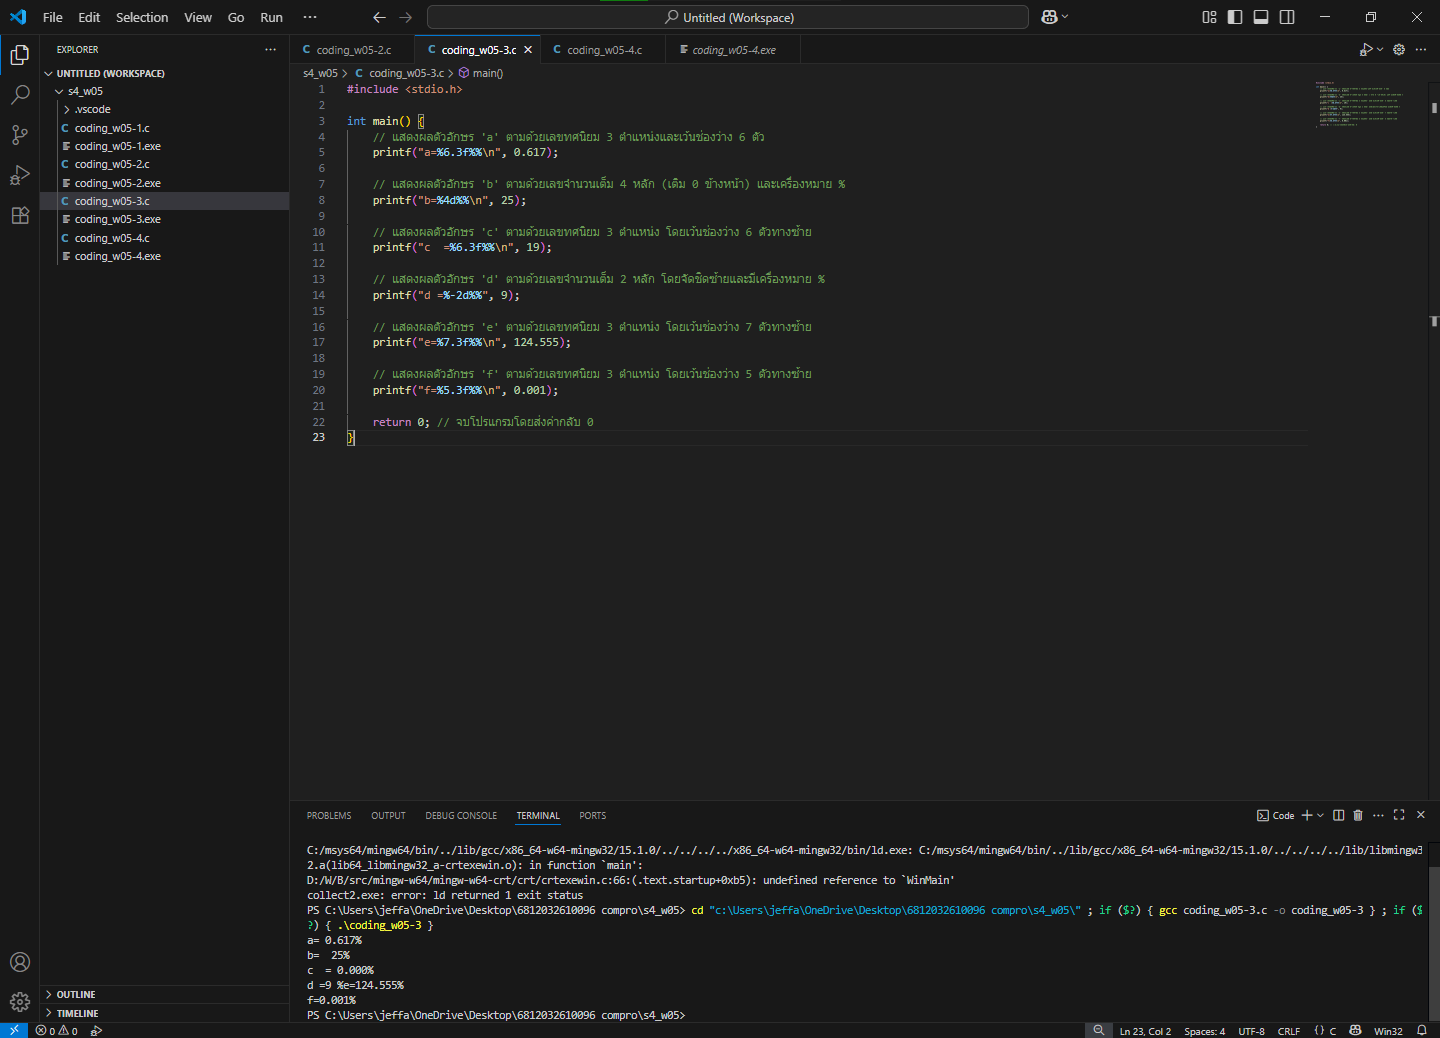 File Edit Selection View Go Run ··· Untitled (Workspace)
EXPLORER ···
UNTITLED (WORKSPACE)
s4_w05
.vscode
C coding_w05-1.c
coding_w05-1.exe
C coding_w05-2.c
coding_w05-2.exe
C coding_w05-3.c
coding_w05-3.exe
C coding_w05-4.c
coding_w05-4.exe
OUTLINE
TIMELINE
C coding_w05-2.c C coding_w05-3.c C coding_w05-4.c coding_w05-4.exe
s4_w05 > C coding_w05-3.c > main()
1 #include <stdio.h>
2
3 int main() {
4 // แสดงผลตัวอักษร 'a' ตามด้วยเลขทศนิยม 3 ตำแหน่งและเว้นช่องว่าง 6 ตัว
5 printf("a=%6.3f%%\n", 0.617);
6
7 // แสดงผลตัวอักษร 'b' ตามด้วยเลขจำนวนเต็ม 4 หลัก (เติม 0 ข้างหน้า) และเครื่องหมาย %
8 printf("b=%4d%%\n", 25);
9
10 // แสดงผลตัวอักษร 'c' ตามด้วยเลขทศนิยม 3 ตำแหน่ง โดยเว้นช่องว่าง 6 ตัวทางซ้าย
11 printf("c  =%6.3f%%\n", 19);
12
13 // แสดงผลตัวอักษร 'd' ตามด้วยเลขจำนวนเต็ม 2 หลัก โดยจัดชิดซ้ายและมีเครื่องหมาย %
14 printf("d =%-2d%%", 9);
15
16 // แสดงผลตัวอักษร 'e' ตามด้วยเลขทศนิยม 3 ตำแหน่ง โดยเว้นช่องว่าง 7 ตัวทางซ้าย
17 printf("e=%7.3f%%\n", 124.555);
18
19 // แสดงผลตัวอักษร 'f' ตามด้วยเลขทศนิยม 3 ตำแหน่ง โดยเว้นช่องว่าง 5 ตัวทางซ้าย
20 printf("f=%5.3f%%\n", 0.001);
21
22 return 0; // จบโปรแกรมโดยส่งค่ากลับ 0
23 }
PROBLEMS OUTPUT DEBUG CONSOLE TERMINAL PORTS Code
C:/msys64/mingw64/bin/../lib/gcc/x86_64-w64-mingw32/15.1.0/../../../../x86_64-w64-mingw32/bin/ld.exe: C:/msys64/mingw64/bin/../lib/gcc/x86_64-w64-mingw32/15.1.0/../../../../lib/libmingw3
2.a(lib64_libmingw32_a-crtexewin.o): in function `main':
D:/W/B/src/mingw-w64/mingw-w64-crt/crt/crtexewin.c:66:(.text.startup+0xb5): undefined reference to `WinMain'
collect2.exe: error: ld returned 1 exit status
PS C:\Users\jeffa\OneDrive\Desktop\6812032610096 compro\s4_w05> cd "c:\Users\jeffa\OneDrive\Desktop\6812032610096 compro\s4_w05\" ; if ($?) { gcc coding_w05-3.c -o coding_w05-3 } ; if ($
?) { .\coding_w05-3 }
a= 0.617%
b=  25%
c  = 0.000%
d =9 %e=124.555%
f=0.001%
PS C:\Users\jeffa\OneDrive\Desktop\6812032610096 compro\s4_w05>
0 0 Ln 23, Col 2 Spaces: 4 UTF-8 CRLF {} C Win32